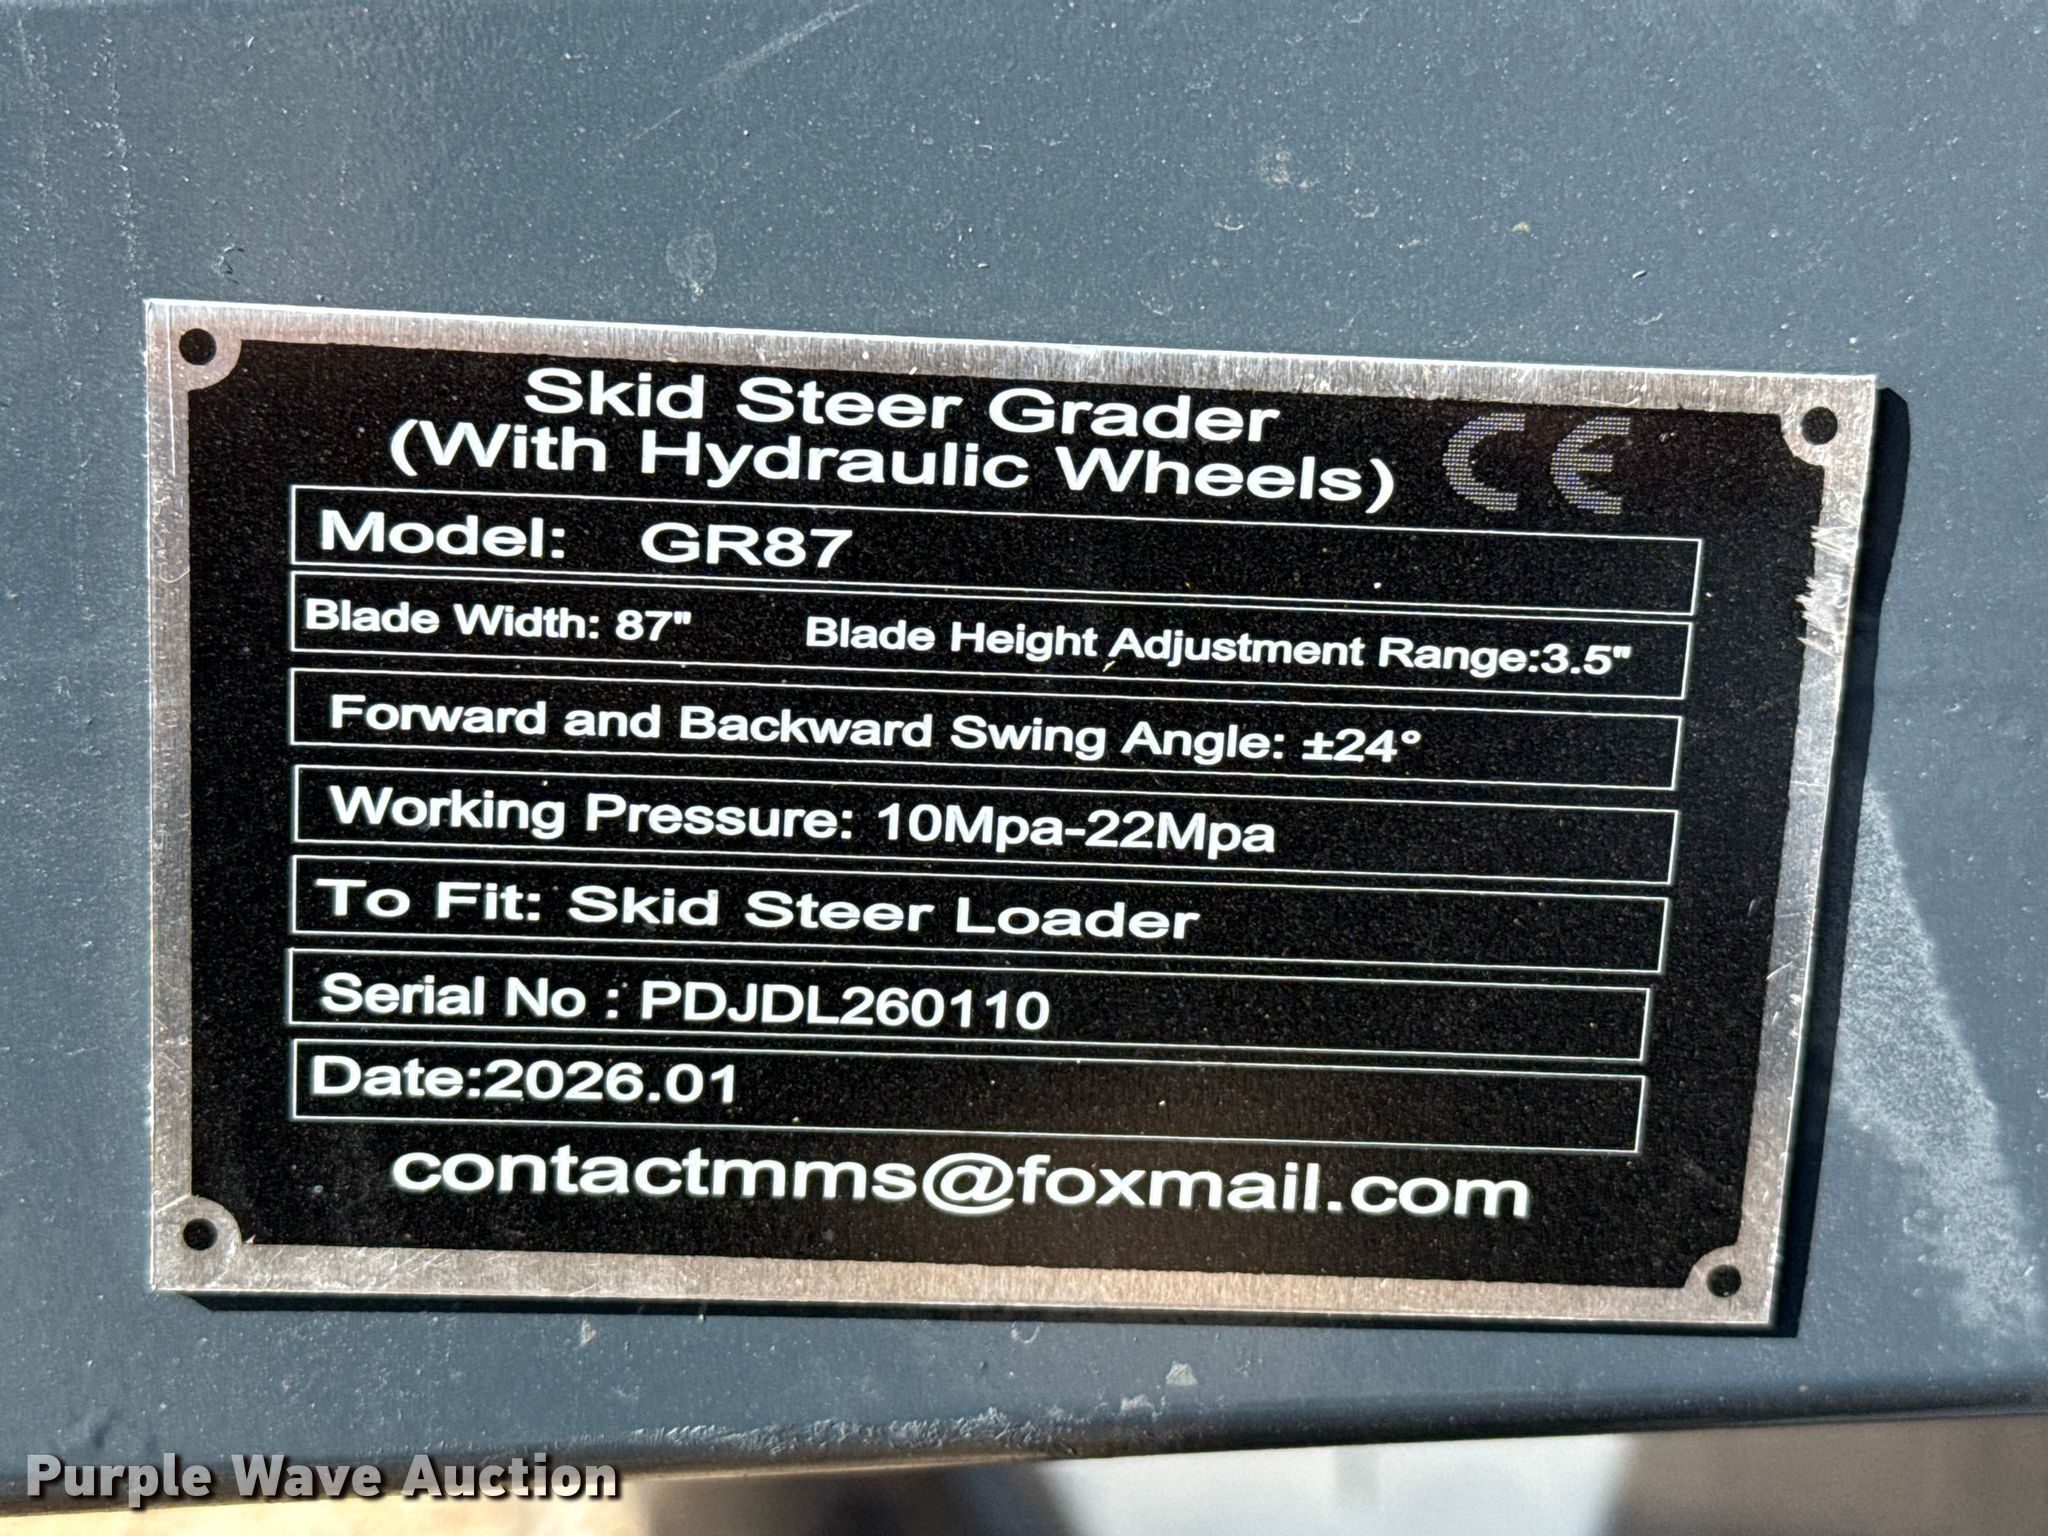 Skid Steer Grader
(With Hydraulic Wheels)
CE
Model: GR87
Blade Width: 87" Blade Height Adjustment Range:3.5"
Forward and Backward Swing Angle: ±24°
Working Pressure: 10Mpa-22Mpa
To Fit: Skid Steer Loader
Serial No : PDJDL260110
Date:2026.01
contactmms@foxmail.com
Purple Wave Auction